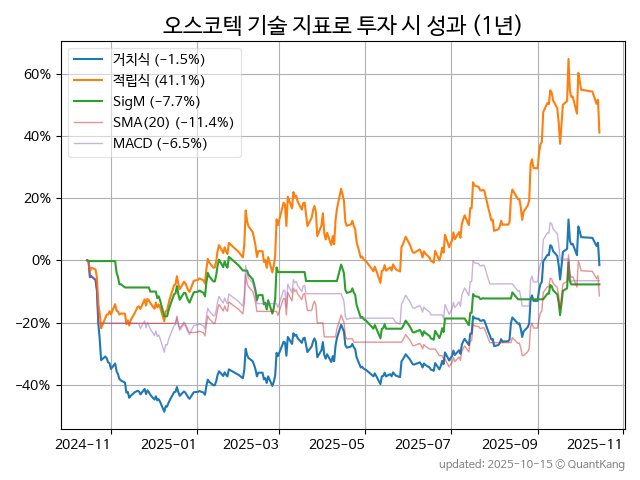 오스코텍 기술 지표로 투자 시 성과 (1년)
거치식 (−1.5%)
적립식 (41.1%)
SigM (−7.7%)
SMA(20) (−11.4%)
MACD (−6.5%)
60%
40%
20%
0%
−20%
−40%
2024-11
2025-01
2025-03
2025-05
2025-07
2025-09
2025-11
updated: 2025-10-15 © QuantKang